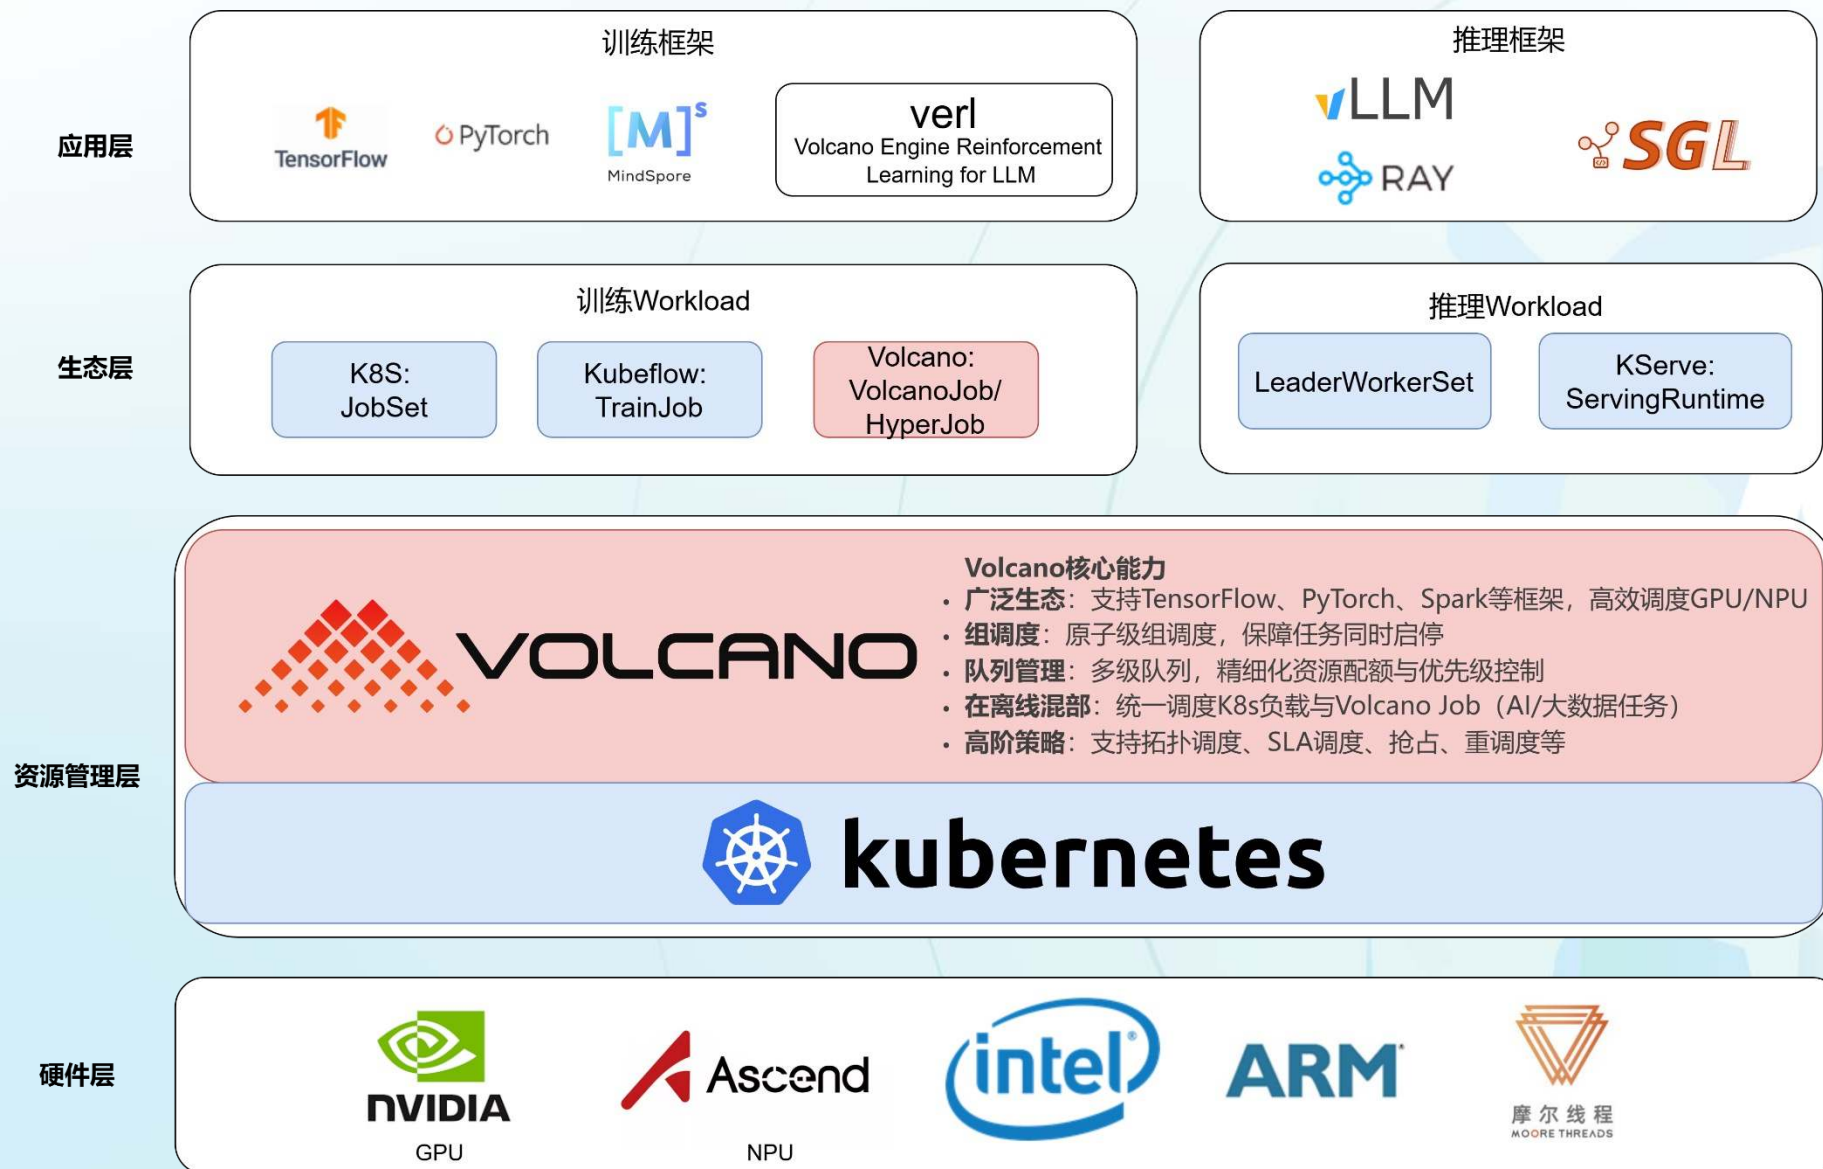 应用层
训练框架
TensorFlow
PyTorch
[M]s
MindSpore
verl
Volcano Engine Reinforcement
Learning for LLM
推理框架
vLLM
RAY
SGL
生态层
训练Workload
K8S:
JobSet
Kubeflow:
TrainJob
Volcano:
VolcanoJob/
HyperJob
推理Workload
LeaderWorkerSet
KServe:
ServingRuntime
资源管理层
VOLCANO
Volcano核心能力
• 广泛生态：支持TensorFlow、PyTorch、Spark等框架，高效调度GPU/NPU
• 组调度：原子级组调度，保障任务同时启停
• 队列管理：多级队列，精细化资源配额与优先级控制
• 在离线混部：统一调度K8s负载与Volcano Job（AI/大数据任务）
• 高阶策略：支持拓扑调度、SLA调度、抢占、重调度等
kubernetes
硬件层
NVIDIA
GPU
Ascend
NPU
intel
ARM
摩尔线程
MOORE THREADS